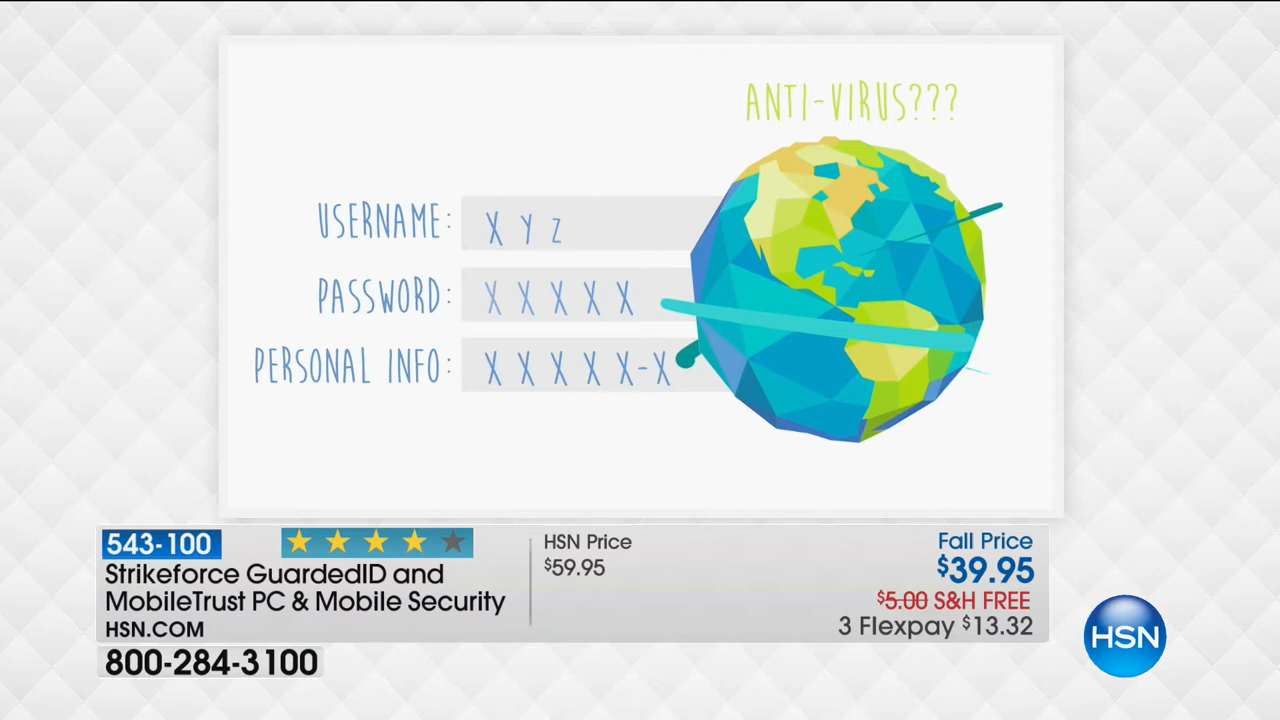 ANTI-VIRUS???
USERNAME: X Y Z
PASSWORD: X X X X X
PERSONAL INFO: X X X X X-X
543-100
Strikeforce GuardedID and
MobileTrust PC & Mobile Security
HSN.COM
800-284-3100
HSN Price
$59.95
Fall Price
$39.95
$5.00 S&H FREE
3 Flexpay $13.32
HSN